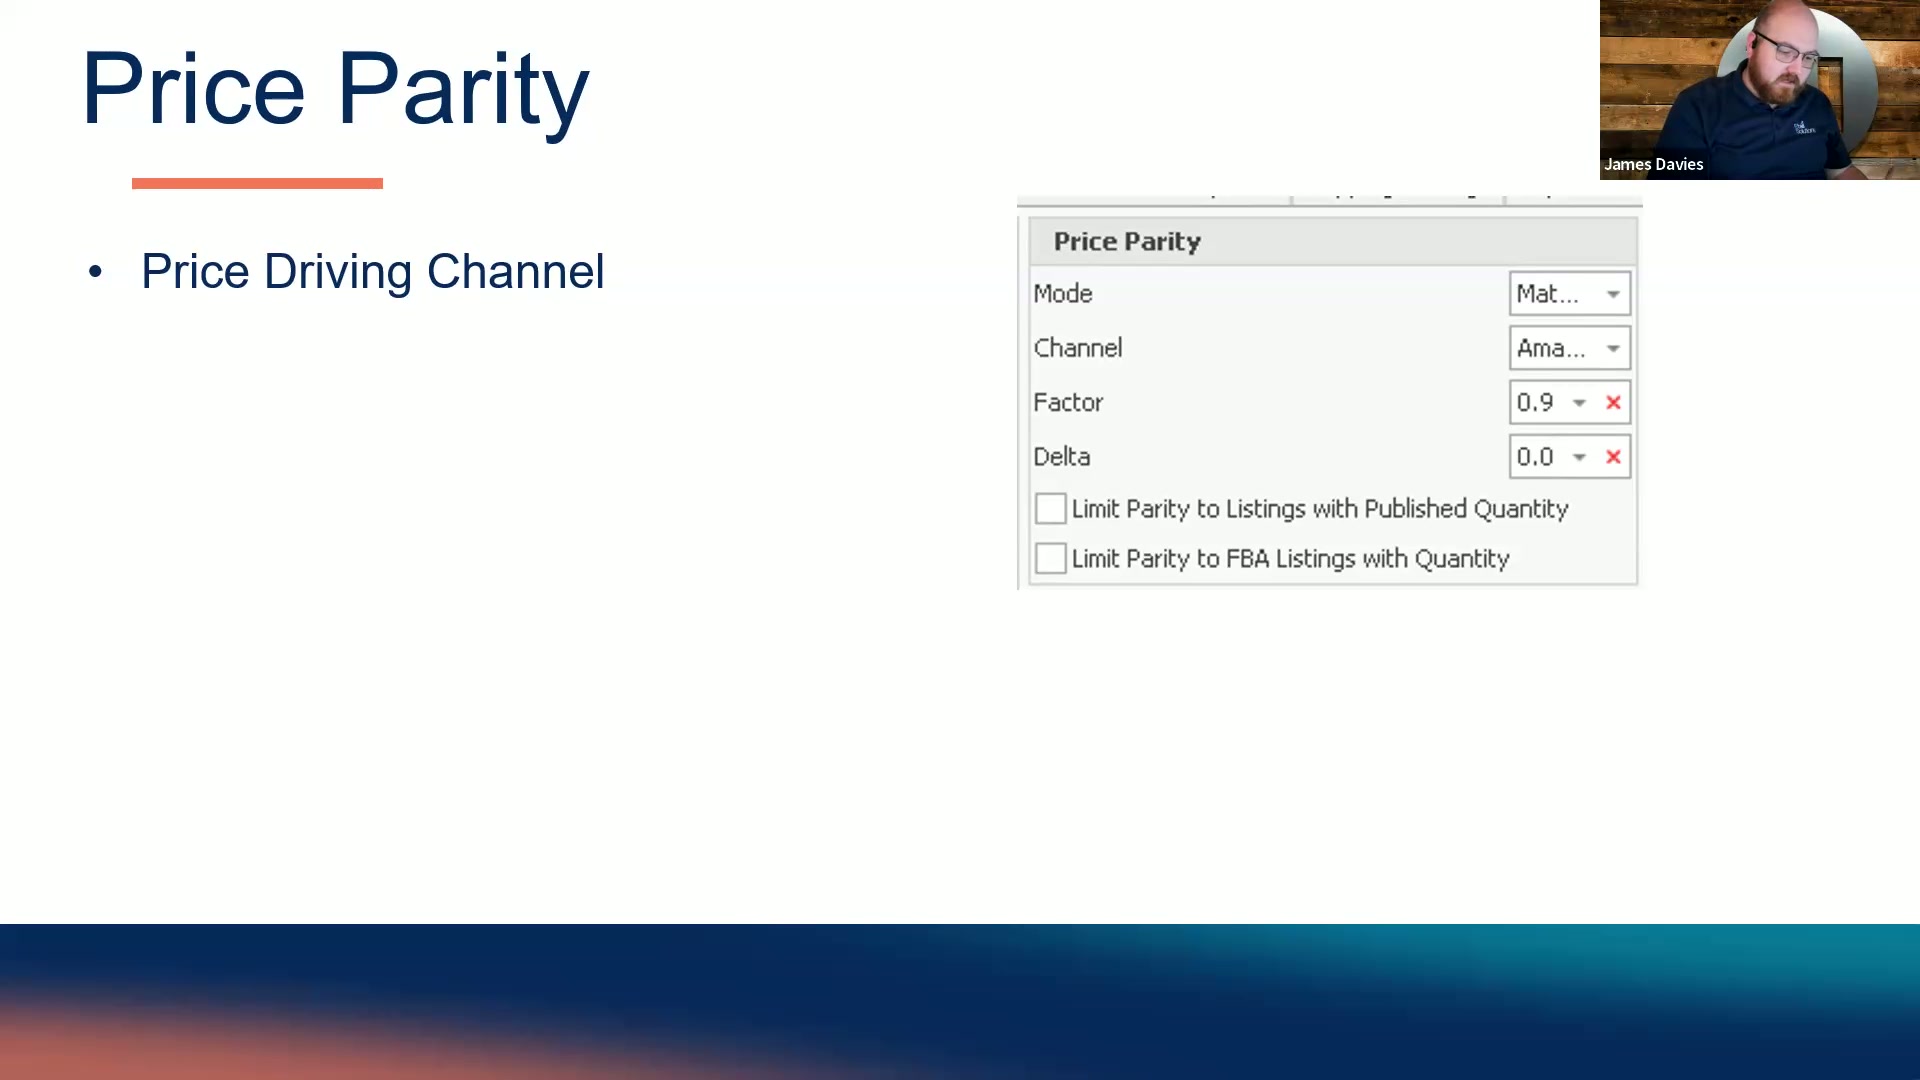 Price Parity
James Davies
• Price Driving Channel
Price Parity
Mode Mat...
Channel Ama...
Factor 0.9
Delta 0.0
Limit Parity to Listings with Published Quantity
Limit Parity to FBA Listings with Quantity